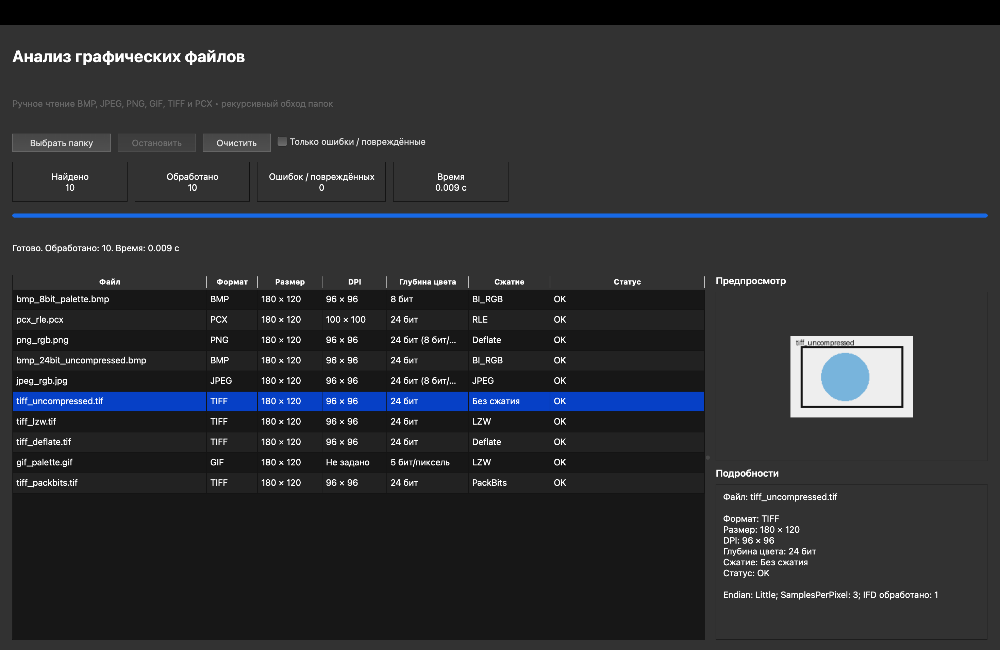 Анализ графических файлов
Ручное чтение BMP, JPEG, PNG, GIF, TIFF и PCX • рекурсивный обход папок
Выбрать папку Остановить Очистить Только ошибки / повреждённые
Найдено Обработано Ошибок / повреждённых Время
10 10 0 0.009 с
Готово. Обработано: 10. Время: 0.009 с
Файл Формат Размер DPI Глубина цвета Сжатие Статус
bmp_8bit_palette.bmp BMP 180 × 120 96 × 96 8 бит BI_RGB OK
pcx_rle.pcx PCX 180 × 120 100 × 100 24 бит RLE OK
png_rgb.png PNG 180 × 120 96 × 96 24 бит (8 бит/... Deflate OK
bmp_24bit_uncompressed.bmp BMP 180 × 120 96 × 96 24 бит BI_RGB OK
jpeg_rgb.jpg JPEG 180 × 120 96 × 96 24 бит (8 бит/... JPEG OK
tiff_uncompressed.tif TIFF 180 × 120 96 × 96 24 бит Без сжатия OK
tiff_lzw.tif TIFF 180 × 120 96 × 96 24 бит LZW OK
tiff_deflate.tif TIFF 180 × 120 96 × 96 24 бит Deflate OK
gif_palette.gif GIF 180 × 120 Не задано 5 бит/пиксель LZW OK
tiff_packbits.tif TIFF 180 × 120 96 × 96 24 бит PackBits OK
Предпросмотр
tiff_uncompressed
Подробности
Файл: tiff_uncompressed.tif
Формат: TIFF
Размер: 180 × 120
DPI: 96 × 96
Глубина цвета: 24 бит
Сжатие: Без сжатия
Статус: OK
Endian: Little; SamplesPerPixel: 3; IFD обработано: 1